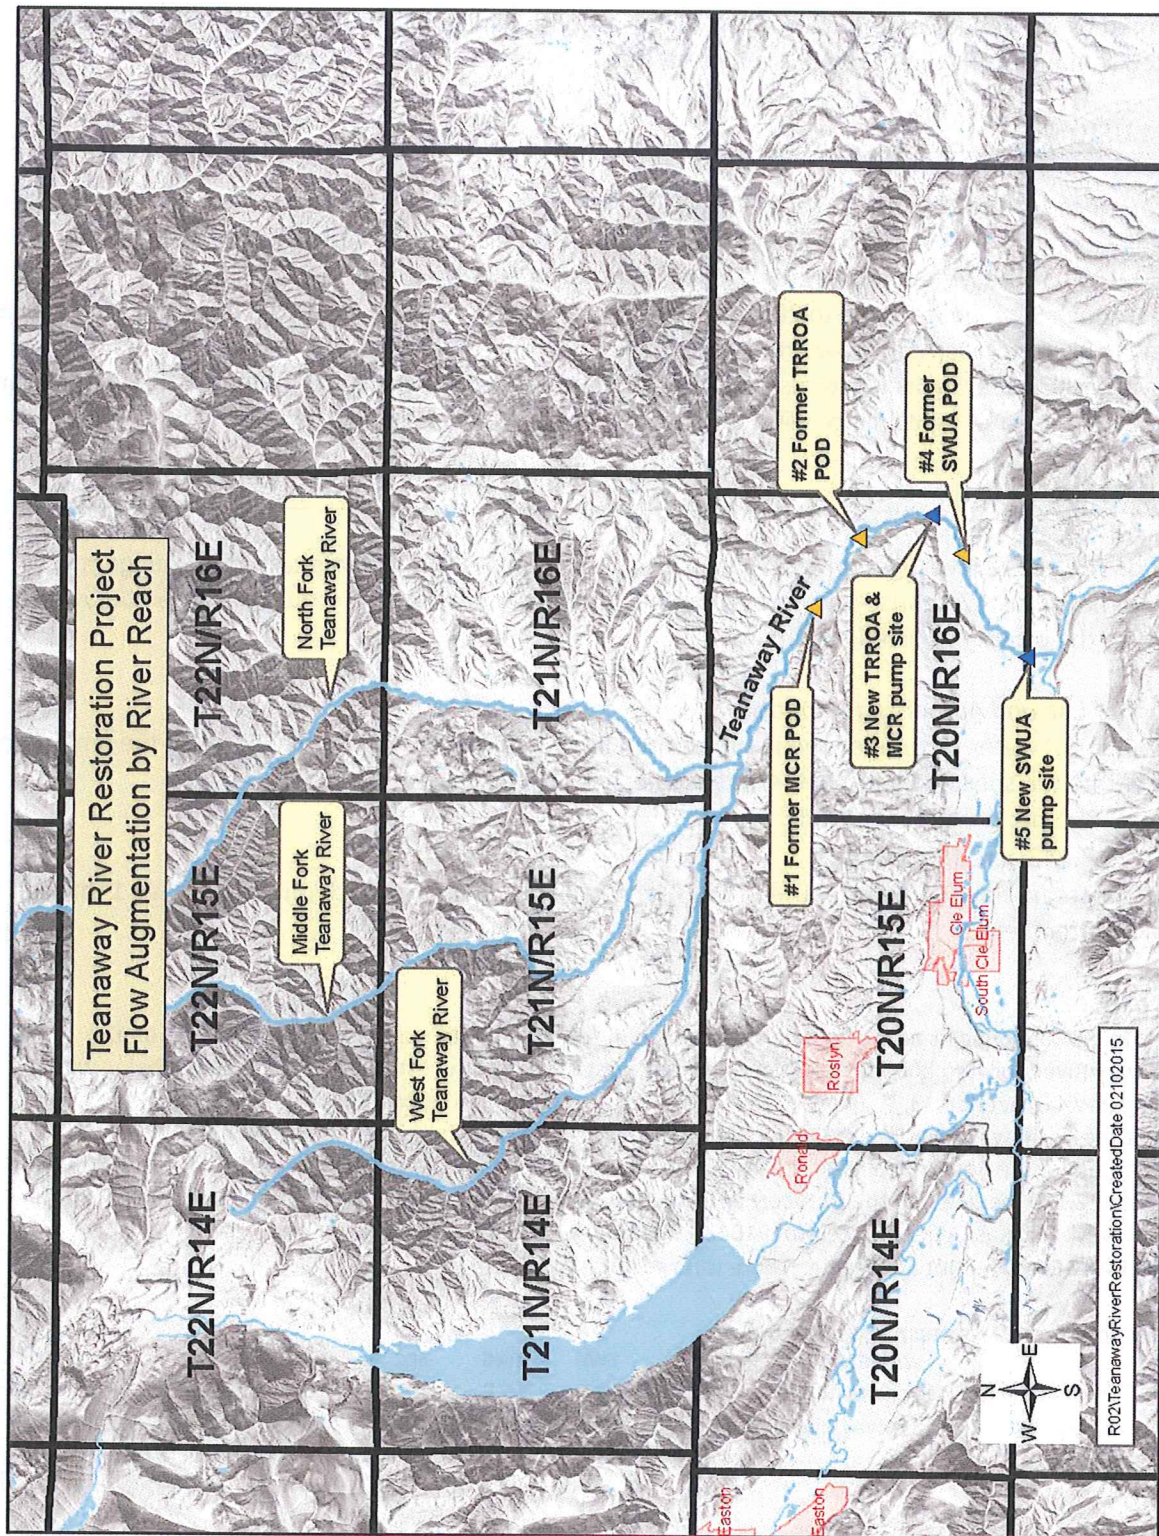 Teanaway River Restoration Project
Flow Augmentation by River Reach
T22N/R14E
T22N/R15E
T22N/R16E
North Fork
Teanaway River
Middle Fork
Teanaway River
West Fork
Teanaway River
T21N/R14E
T21N/R15E
T21N/R16E
Teanaway River
#1 Former MCR POD
#2 Former TRROA
POD
#3 New TRROA &
MCR pump site
#4 Former
SWUA POD
#5 New SWUA
pump site
T20N/R14E
T20N/R15E
T20N/R16E
Easton
Easton
Ronald
Roslyn
Cle Elum
South Cle Elum
N
W
E
S
R02\TeanawayRiverRestoration\CreatedDate 02102015